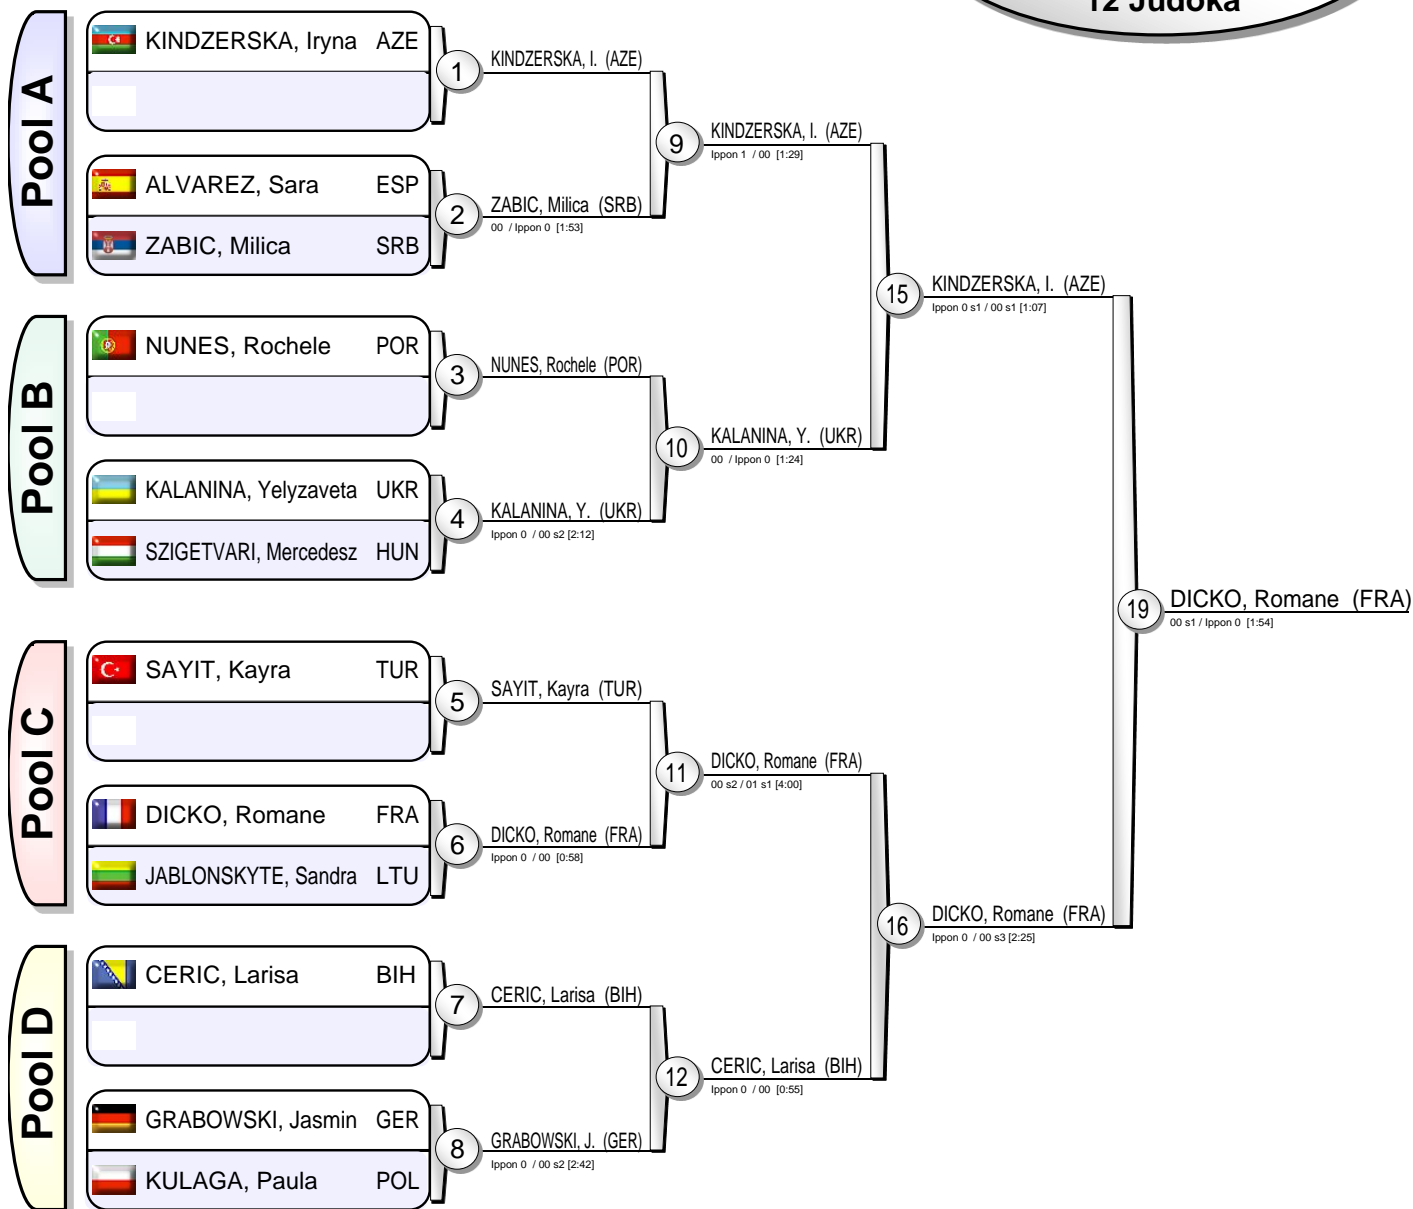 12 Judoka
Pool A
KINDZERSKA, Iryna AZE
1
KINDZERSKA, I. (AZE)
ALVAREZ, Sara ESP
ZABIC, Milica SRB
2
ZABIC, Milica (SRB)
00 / Ippon 0 [1:53]
9
KINDZERSKA, I. (AZE)
Ippon 1 / 00 [1:29]
Pool B
NUNES, Rochele POR
3
NUNES, Rochele (POR)
KALANINA, Yelyzaveta UKR
SZIGETVARI, Mercedesz HUN
4
KALANINA, Y. (UKR)
Ippon 0 / 00 s2 [2:12]
10
KALANINA, Y. (UKR)
00 / Ippon 0 [1:24]
15
KINDZERSKA, I. (AZE)
Ippon 0 s1 / 00 s1 [1:07]
Pool C
SAYIT, Kayra TUR
5
SAYIT, Kayra (TUR)
DICKO, Romane FRA
JABLONSKYTE, Sandra LTU
6
DICKO, Romane (FRA)
Ippon 0 / 00 [0:58]
11
DICKO, Romane (FRA)
00 s2 / 01 s1 [4:00]
Pool D
CERIC, Larisa BIH
7
CERIC, Larisa (BIH)
GRABOWSKI, Jasmin GER
KULAGA, Paula POL
8
GRABOWSKI, J. (GER)
Ippon 0 / 00 s2 [2:42]
12
CERIC, Larisa (BIH)
Ippon 0 / 00 [0:55]
16
DICKO, Romane (FRA)
Ippon 0 / 00 s3 [2:25]
19
DICKO, Romane (FRA)
00 s1 / Ippon 0 [1:54]